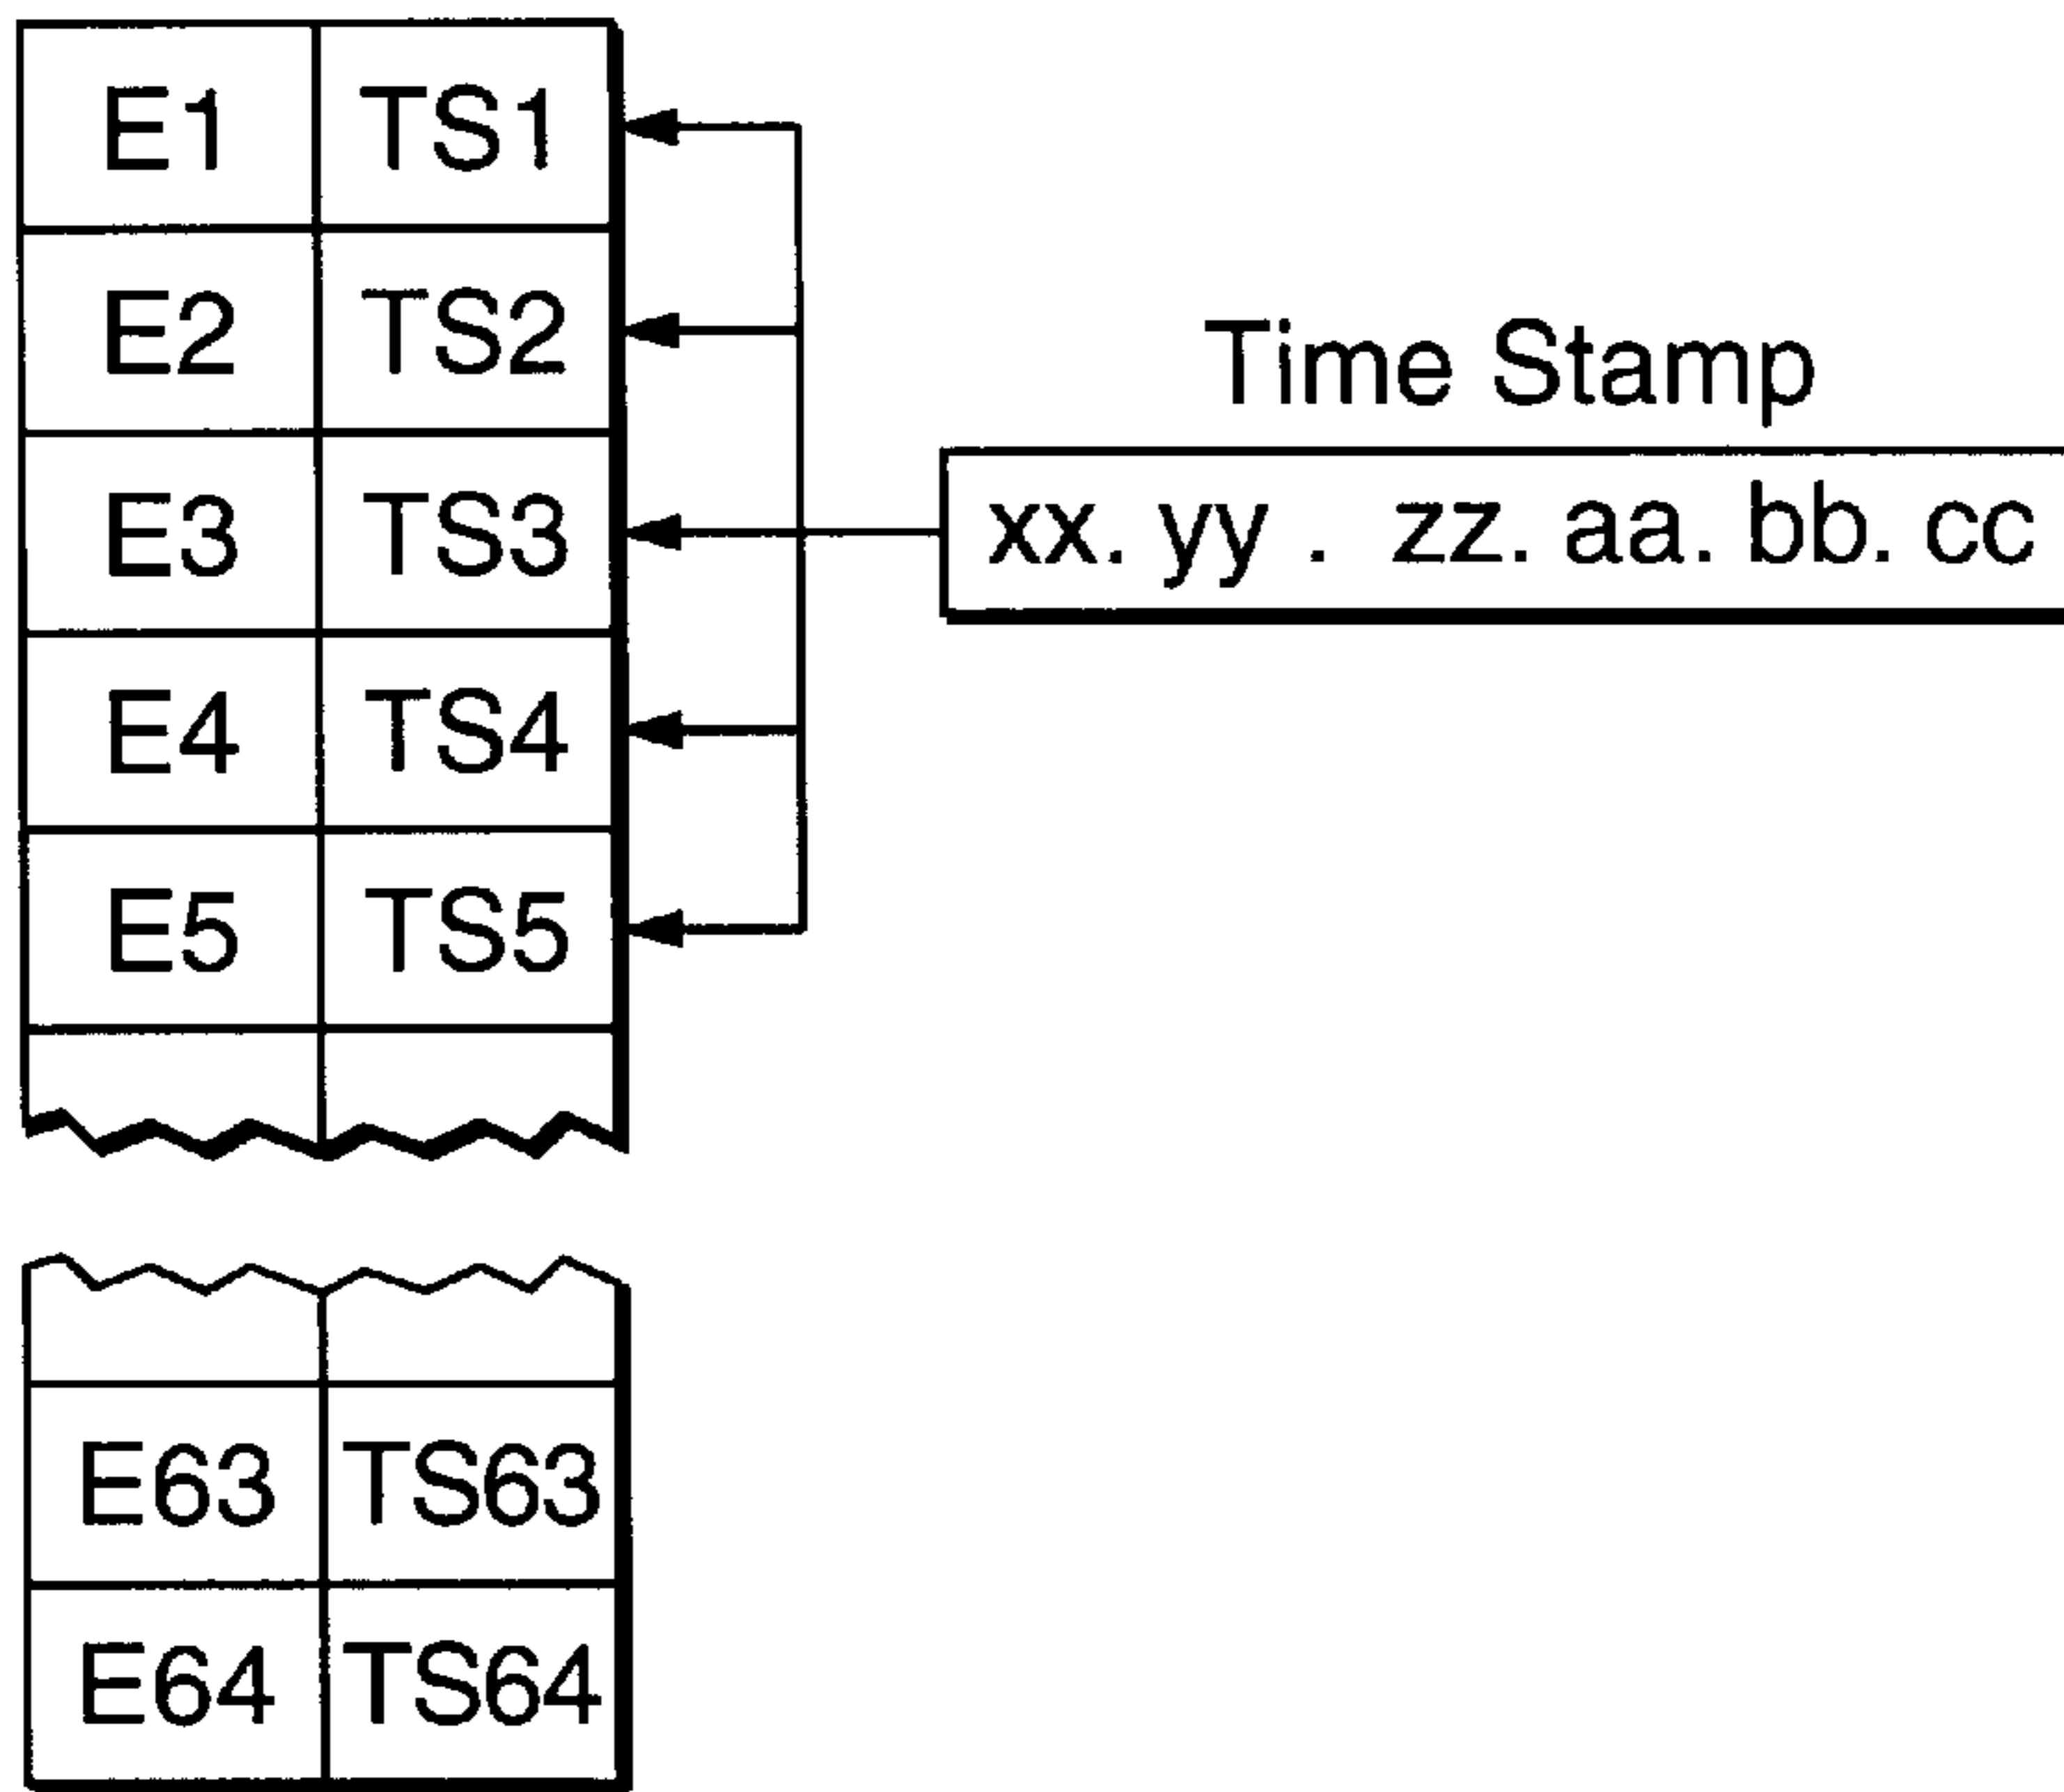 E1 TS1
E2 TS2
Time Stamp
E3 TS3
xx. yy . zz. aa. bb. cc
E4 TS4
E5 TS5
E63 TS63
E64 TS64